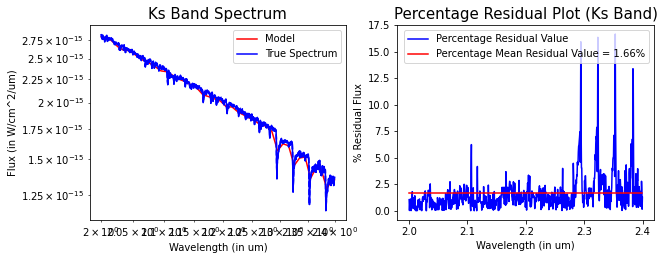 Ks Band Spectrum
Flux (in W/cm^2/um)
2.75 × 10⁻¹⁵
2.5 × 10⁻¹⁵
2.25 × 10⁻¹⁵
2 × 10⁻¹⁵
1.75 × 10⁻¹⁵
1.5 × 10⁻¹⁵
1.25 × 10⁻¹⁵
Model
True Spectrum
2 × 10⁰
Wavelength (in um)
Percentage Residual Plot (Ks Band)
% Residual Flux
17.5
15.0
12.5
10.0
7.5
5.0
2.5
0.0
Percentage Residual Value
Percentage Mean Residual Value = 1.66%
2.0 2.1 2.2 2.3 2.4
Wavelength (in um)